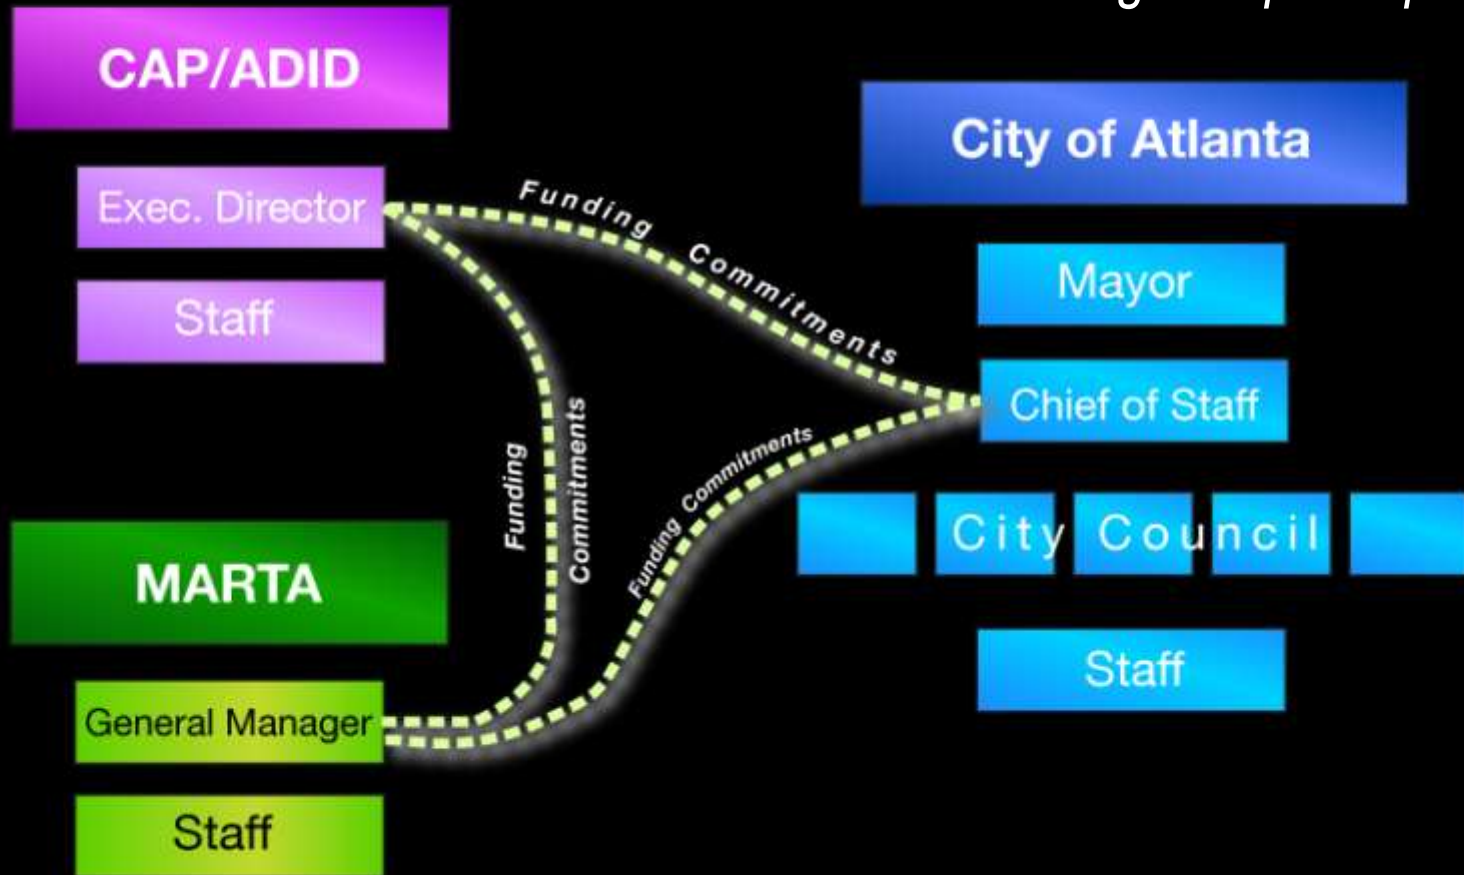 CAP/ADID
Exec. Director
Staff
MARTA
General Manager
Staff
Funding Commitments
Funding Commitments
Funding Commitments
City of Atlanta
Mayor
Chief of Staff
City Council
Staff